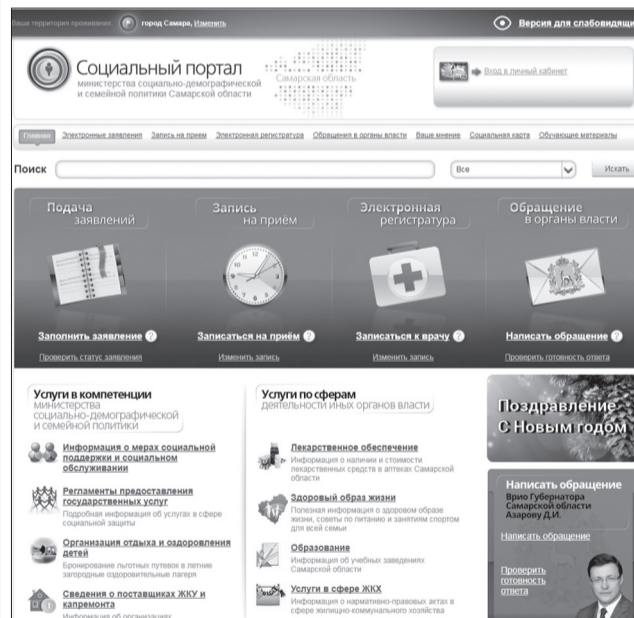 Ваша территория проживания: город Самара, Изменить
Версия для слабовидящи
Социальный портал
министерства социально-демографической
и семейной политики Самарской области
Самарская область
Вход в личный кабинет
Главная Электронные заявления Запись на прием Электронная регистратура Обращения в органы власти Ваше мнение Социальная карта Обучающие материалы
Поиск Все Искать
Подача
заявлений
Запись
на приём
Электронная
регистратура
Обращение
в органы власти
Заполнить заявление ?
Записаться на приём ?
Записаться к врачу ?
Написать обращение ?
Проверить статус заявления
Изменить запись
Изменить запись
Проверить готовность ответа
Услуги в компетенции
министерства
социально-демографической
и семейной политики
Информация о мерах социальной
поддержки и социальном
обслуживании
Регламенты предоставления
государственных услуг
Подробная информация об услугах в сфере
социальной защиты
Организация отдыха и оздоровления
детей
Бронирование льготных путевок в летние
загородные оздоровительные лагеря
Сведения о поставщиках ЖКУ и
капремонта
Информация об организациях
Услуги по сферам
деятельности иных органов власти
Лекарственное обеспечение
Информация о наличии и стоимости
лекарственных средств в аптеках Самарской
области
Здоровый образ жизни
Полезная информация о здоровом образе
жизни, советы по питанию и занятиям спортом
для всей семьи
Образование
Информация об учебных заведениях
Самарской области
Услуги в сфере ЖКХ
Информация о нормативно-правовых актах в
сфере жилищно-коммунального хозяйства
Поздравление
С Новым годом
Написать обращение
Врио Губернатора
Самарской области
Азарову Д.И.
Написать обращение
Проверить
готовность
ответа